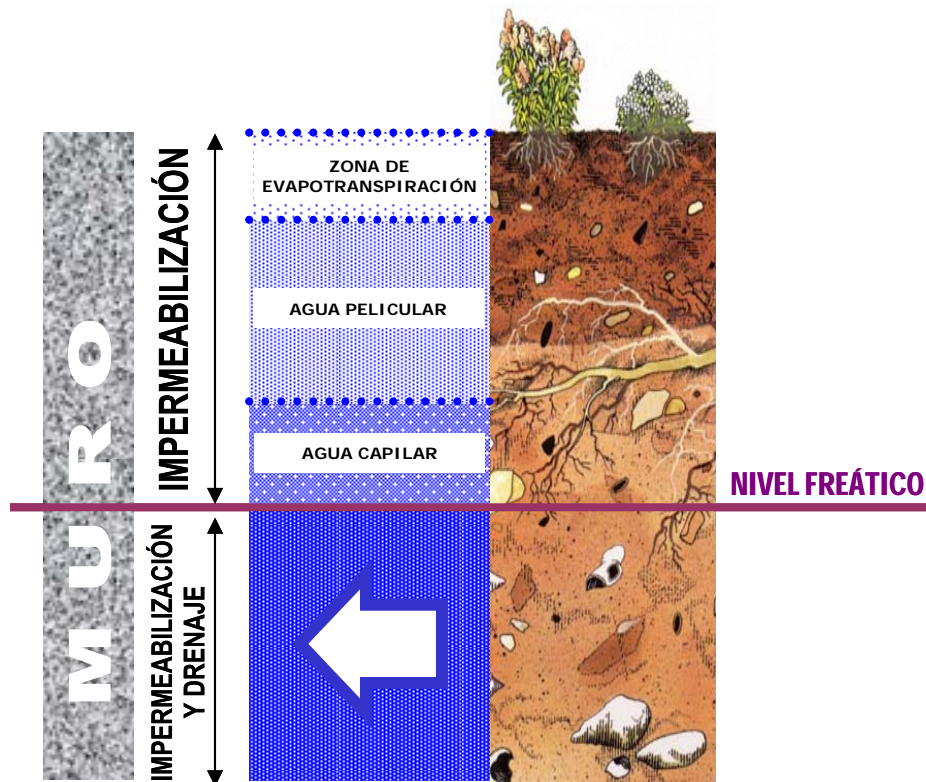 MURO
IMPERMEABILIZACIÓN
ZONA DE
EVAPOTRANSPIRACIÓN
AGUA PELICULAR
AGUA CAPILAR
NIVEL FREÁTICO
IMPERMEABILIZACIÓN
Y DRENAJE